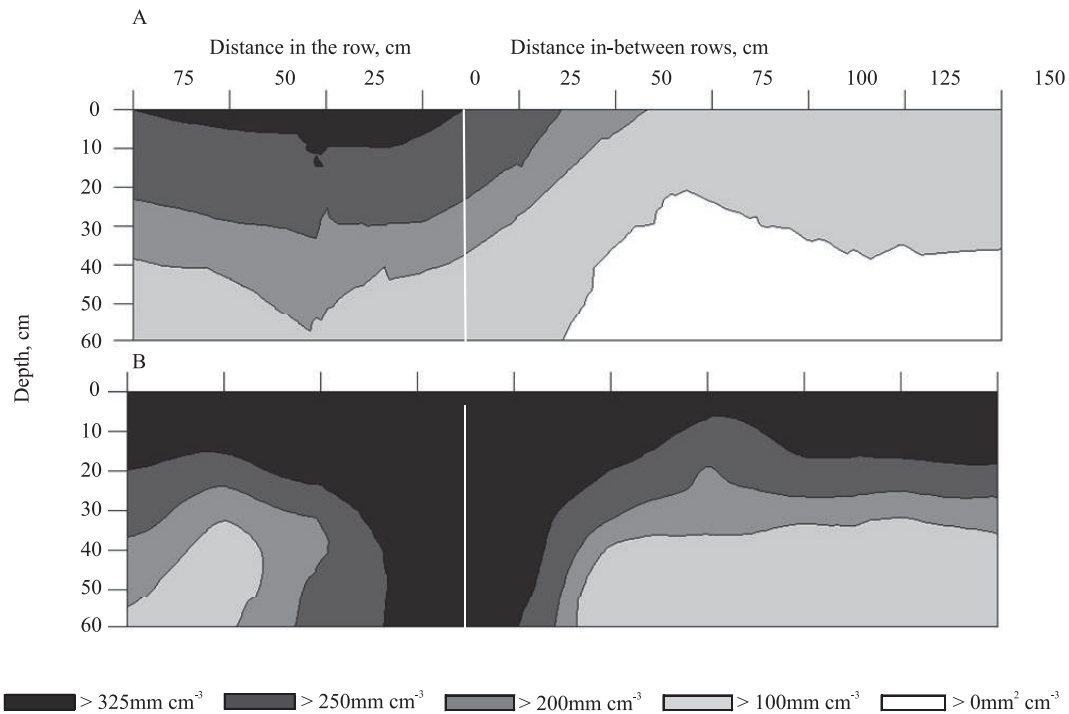 A
Distance in the row, cm Distance in-between rows, cm
75 50 25 0 25 50 75 100 125 150
0
10
20
30
40
50
60
Depth, cm
B
0
10
20
30
40
50
60
> 325mm cm⁻³ > 250mm cm⁻³ > 200mm cm⁻³ > 100mm cm⁻³ > 0mm² cm⁻³